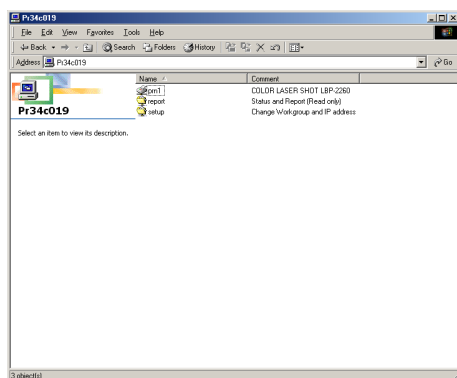 Pr34c019
File Edit View Favorites Tools Help
Back Search Folders History
Address Pr34c019 Go
Name Comment
prn1 COLOR LASER SHOT LBP-2260
report Status and Report (Read only)
setup Change Workgroup and IP address
Pr34c019
Select an item to view its description.
3 object(s)